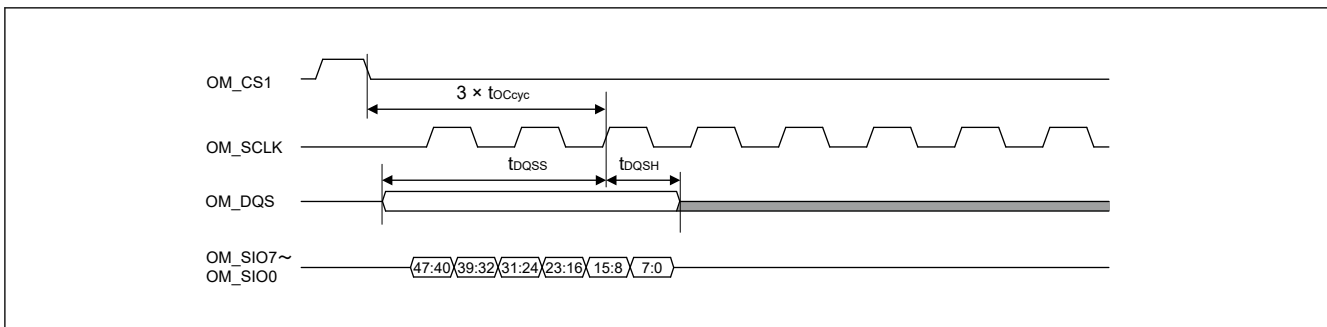 OM_CS1
3 × tOCcyc
OM_SCLK
tDQSS
tDQSH
OM_DQS
OM_SIO7~
OM_SIO0
47:40 39:32 31:24 23:16 15:8 7:0